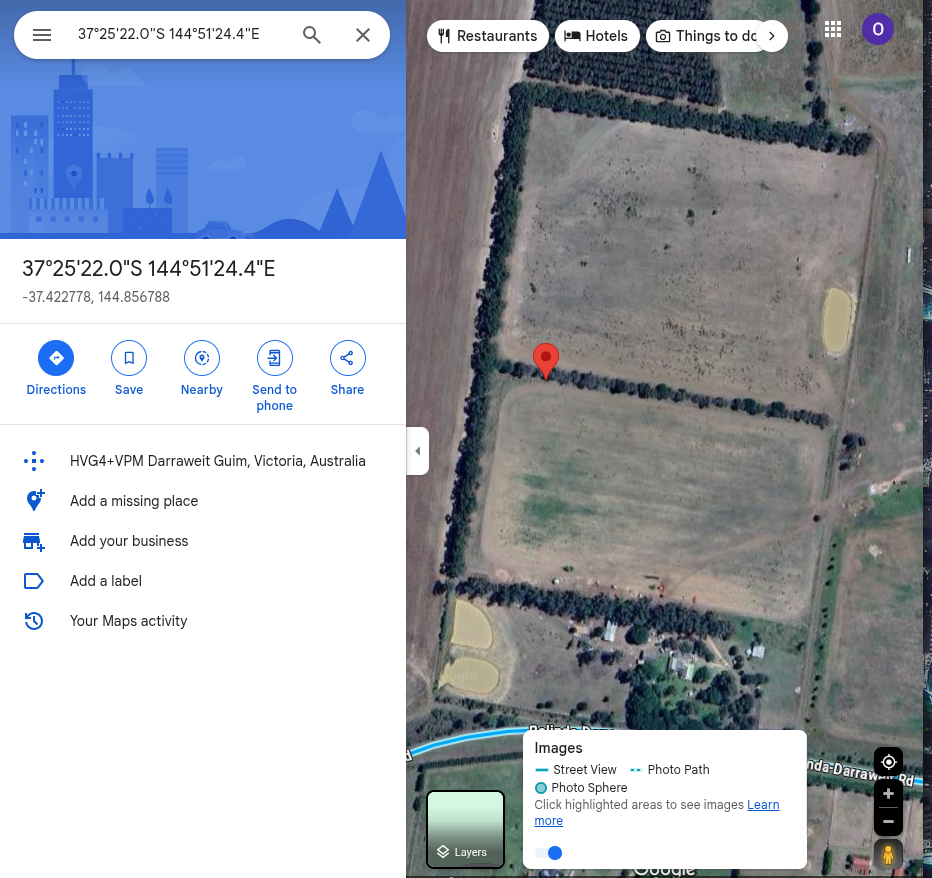 37°25'22.0"S 144°51'24.4"E
Restaurants
Hotels
Things to do
O
37°25'22.0"S 144°51'24.4"E
-37.422778, 144.856788
Directions
Save
Nearby
Send to
phone
Share
HVG4+VPM Darraweit Guim, Victoria, Australia
Add a missing place
Add your business
Add a label
Your Maps activity
Images
Street View
Photo Path
Photo Sphere
Click highlighted areas to see images Learn
more
nda-Darraw
Rd
Layers
Google